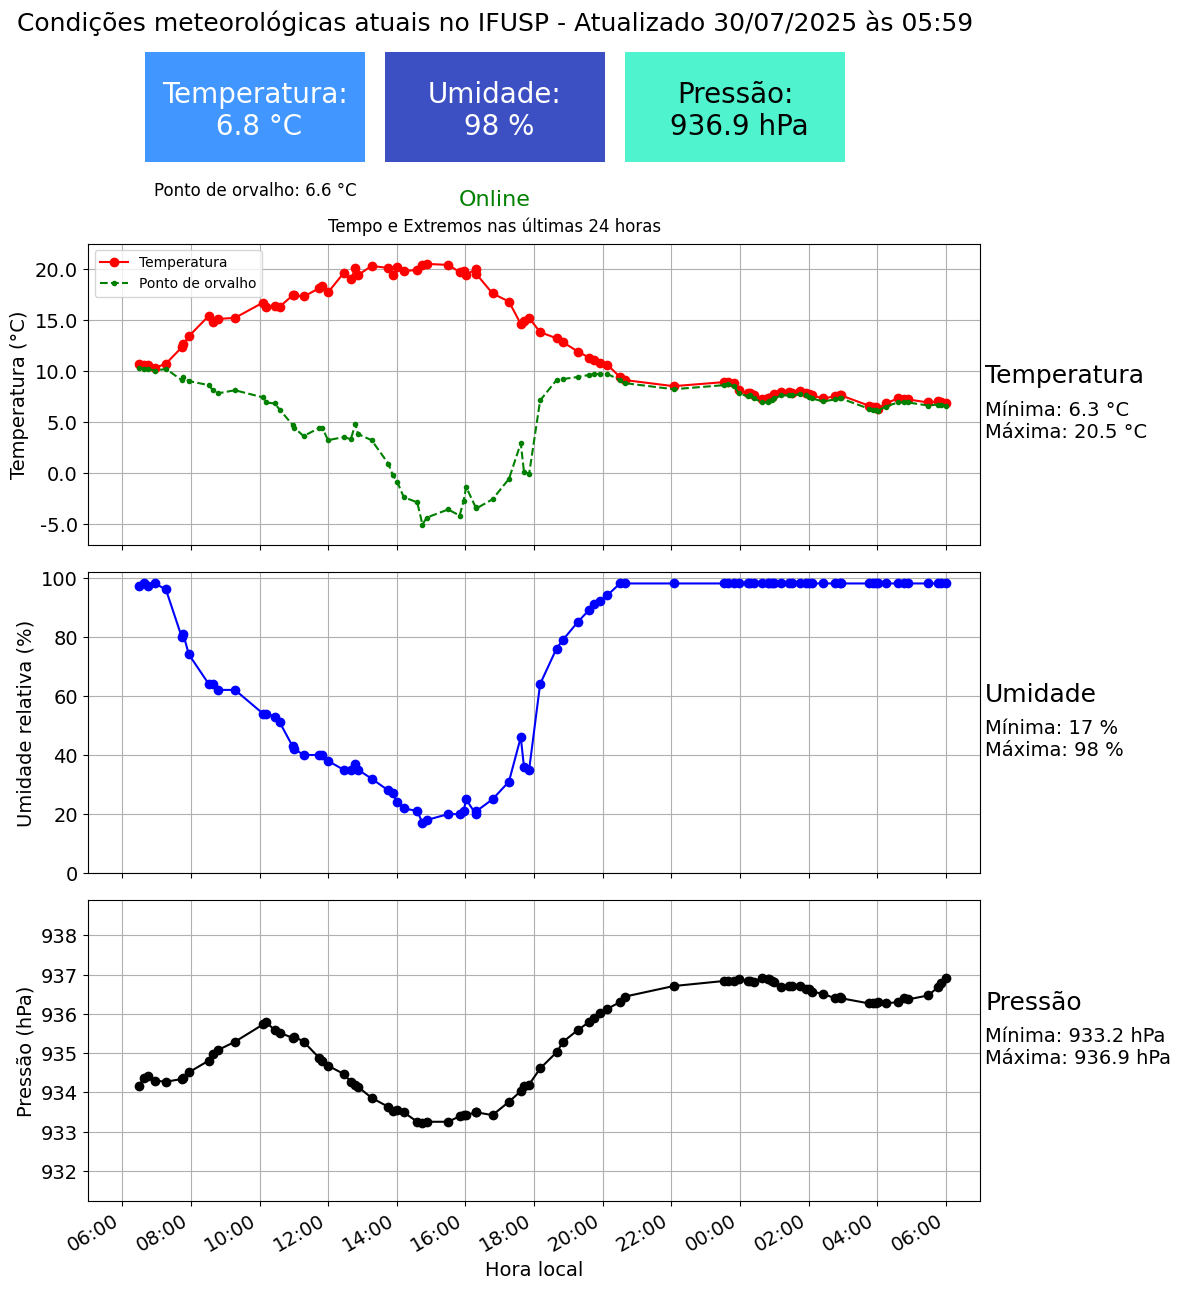 Condições meteorológicas atuais no IFUSP - Atualizado 30/07/2025 às 05:59
Temperatura:
6.8 °C
Umidade:
98 %
Pressão:
936.9 hPa
Ponto de orvalho: 6.6 °C
Online
Tempo e Extremos nas últimas 24 horas
Temperatura
Ponto de orvalho
20.0
15.0
10.0
5.0
0.0
-5.0
Temperatura (°C)
Temperatura
Mínima: 6.3 °C
Máxima: 20.5 °C
100
80
60
40
20
0
Umidade relativa (%)
Umidade
Mínima: 17 %
Máxima: 98 %
938
937
936
935
934
933
932
Pressão (hPa)
Pressão
Mínima: 933.2 hPa
Máxima: 936.9 hPa
06:00
08:00
10:00
12:00
14:00
16:00
18:00
20:00
22:00
00:00
02:00
04:00
06:00
Hora local